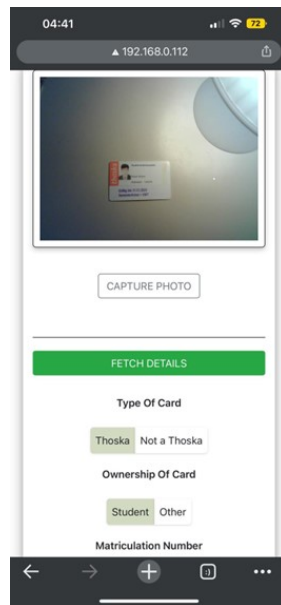 04:41
72
192.168.0.112
CAPTURE PHOTO
FETCH DETAILS
Type Of Card
Thoska Not a Thoska
Ownership Of Card
Student Other
Matriculation Number
:)